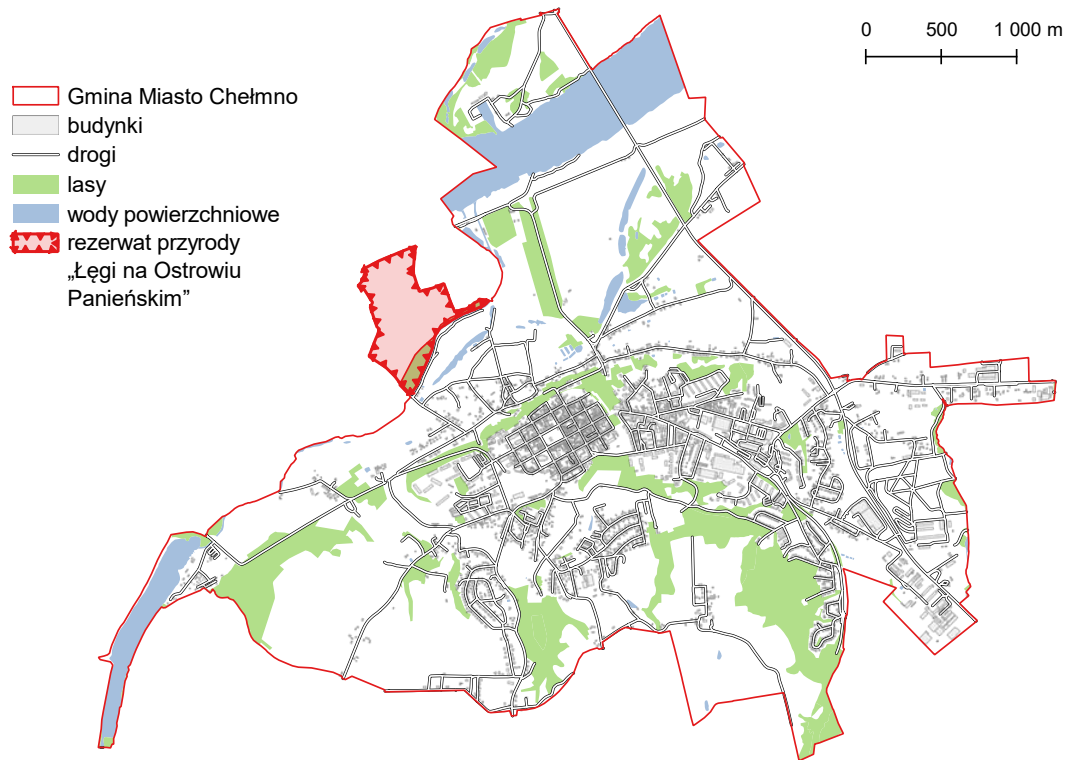 0 500 1 000 m
Gmina Miasto Chełmno
budynki
drogi
lasy
wody powierzchniowe
rezerwat przyrody
„Łęgi na Ostrowiu
Panieńskim”